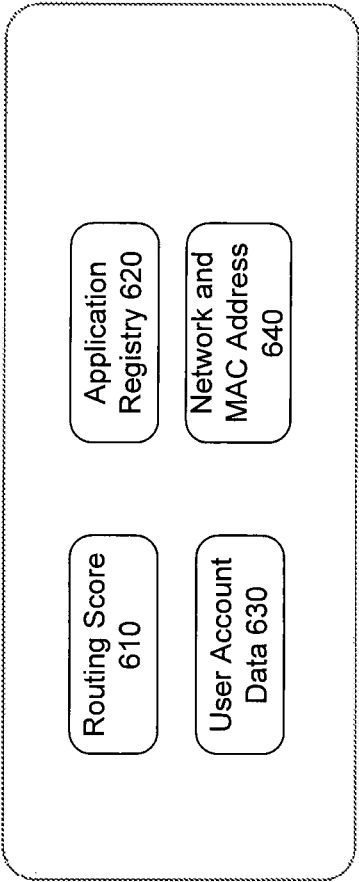 Routing Score
610
Application
Registry 620
User Account
Data 630
Network and
MAC Address
640